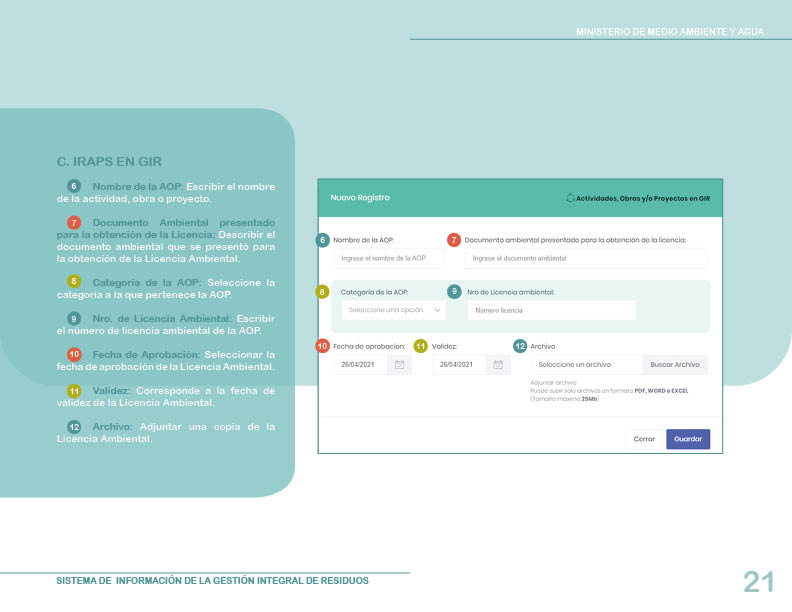 MINISTERIO DE MEDIO AMBIENTE Y AGUA
C. IRAPS EN GIR
6 Nombre de la AOP: Escribir el nombre
de la actividad, obra o proyecto.
7 Documento Ambiental presentado
para la obtención de la Licencia: Describir el
documento ambiental que se presentó para
la obtención de la Licencia Ambiental.
8 Categoría de la AOP: Seleccione la
categoría a la que pertenece la AOP.
9 Nro. de Licencia Ambiental: Escribir
el número de licencia ambiental de la AOP.
10 Fecha de Aprobación: Seleccionar la
fecha de aprobación de la Licencia Ambiental.
11 Validez: Corresponde a la fecha de
validez de la Licencia Ambiental.
12 Archivo: Adjuntar una copia de la
Licencia Ambiental.
Nuevo Registro Actividades, Obras y/o Proyectos en GIR
6 Nombre de la AOP: 7 Documento ambiental presentado para la obtención de la licencia:
Ingrese el nombre de la AOP Ingrese el documento ambiental
8 Categoría de la AOP: 9 Nro de Licencia ambiental:
Seleccione una opción Número licencia
10 Fecha de aprobacion: 11 Validez: 12 Archivo
26/04/2021 26/04/2021 Seleccione un archivo Buscar Archivo
Adjuntar archivo
Puede subir solo archivos en formato PDF, WORD o EXCEL
(Tamaño máximo 25Mb)
Cerrar Guardar
SISTEMA DE INFORMACIÓN DE LA GESTIÓN INTEGRAL DE RESIDUOS
21